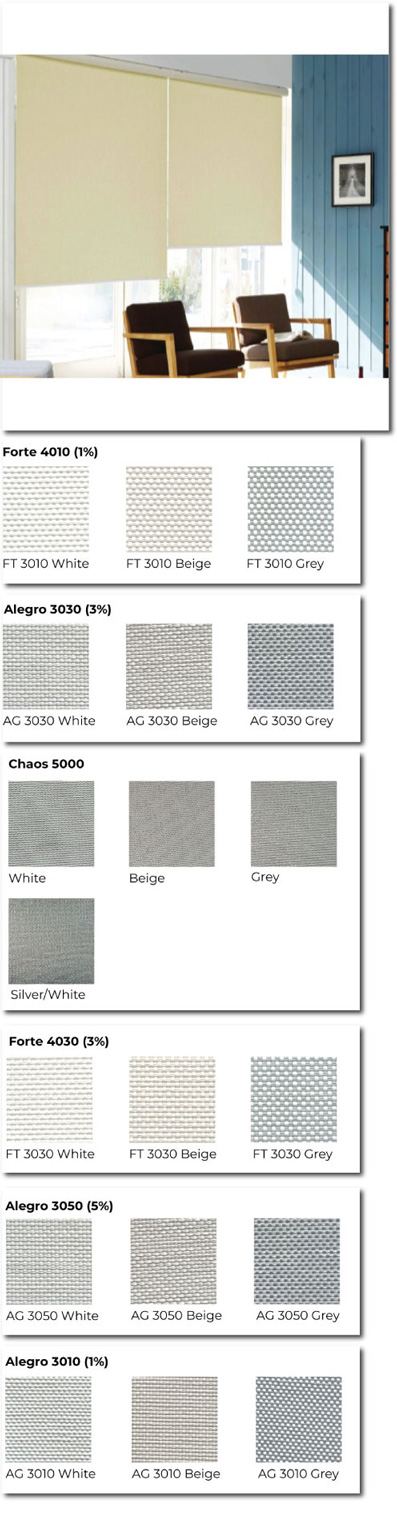 Forte 4010 (1%)
FT 3010 White
FT 3010 Beige
FT 3010 Grey
Alegro 3030 (3%)
AG 3030 White
AG 3030 Beige
AG 3030 Grey
Chaos 5000
White
Beige
Grey
Silver/White
Forte 4030 (3%)
FT 3030 White
FT 3030 Beige
FT 3030 Grey
Alegro 3050 (5%)
AG 3050 White
AG 3050 Beige
AG 3050 Grey
Alegro 3010 (1%)
AG 3010 White
AG 3010 Beige
AG 3010 Grey